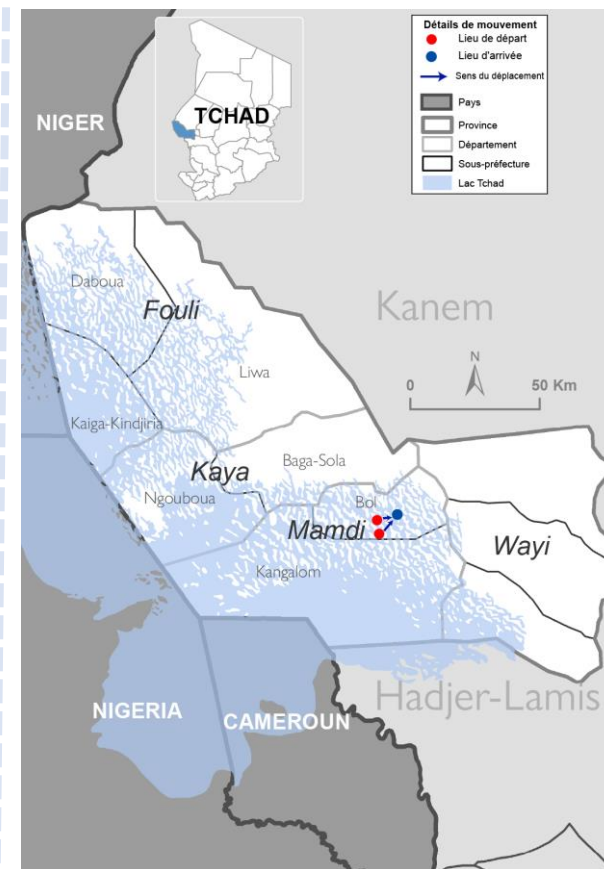 Détails de mouvement
Lieu de départ
Lieu d'arrivée
Sens du déplacement
Pays
Province
Département
Sous-préfecture
Lac Tchad
TCHAD
NIGER
Daboua
Fouli
Kanem
Liwa
N
0 50 Km
Kaiga-Kindjiria
Kaya
Baga-Sola
Ngouboua
Bol
Mamdi
Wayi
Kangalom
Hadjer-Lamis
NIGERIA
CAMEROUN